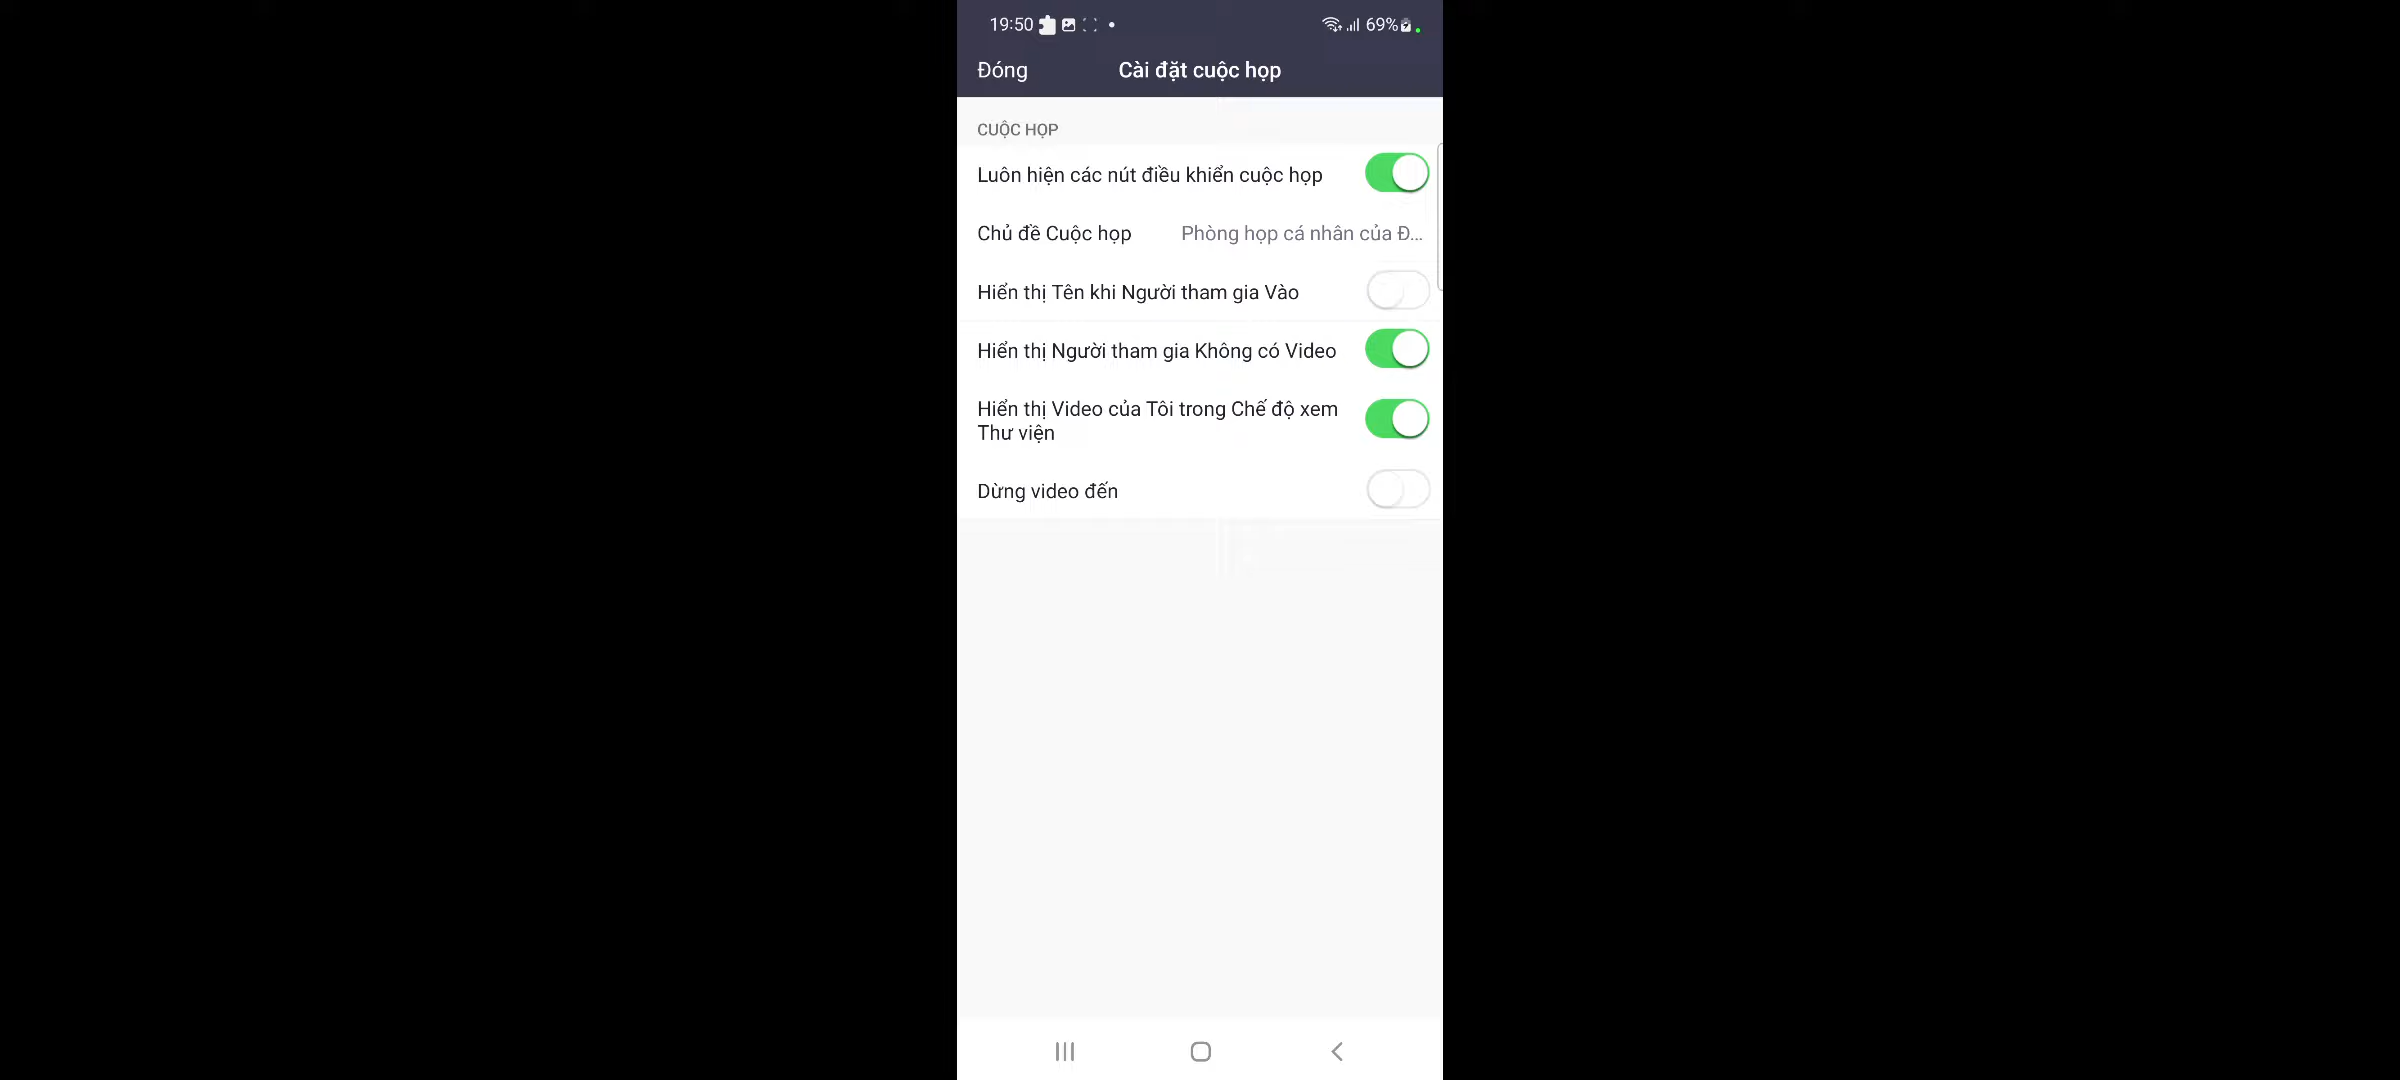 19:50
69%
Đóng
Cài đặt cuộc họp
CUỘC HỌP
Luôn hiện các nút điều khiển cuộc họp
Chủ đề Cuộc họp
Phòng họp cá nhân của Đ...
Hiển thị Tên khi Người tham gia Vào
Hiển thị Người tham gia Không có Video
Hiển thị Video của Tôi trong Chế độ xem
Thư viện
Dừng video đến